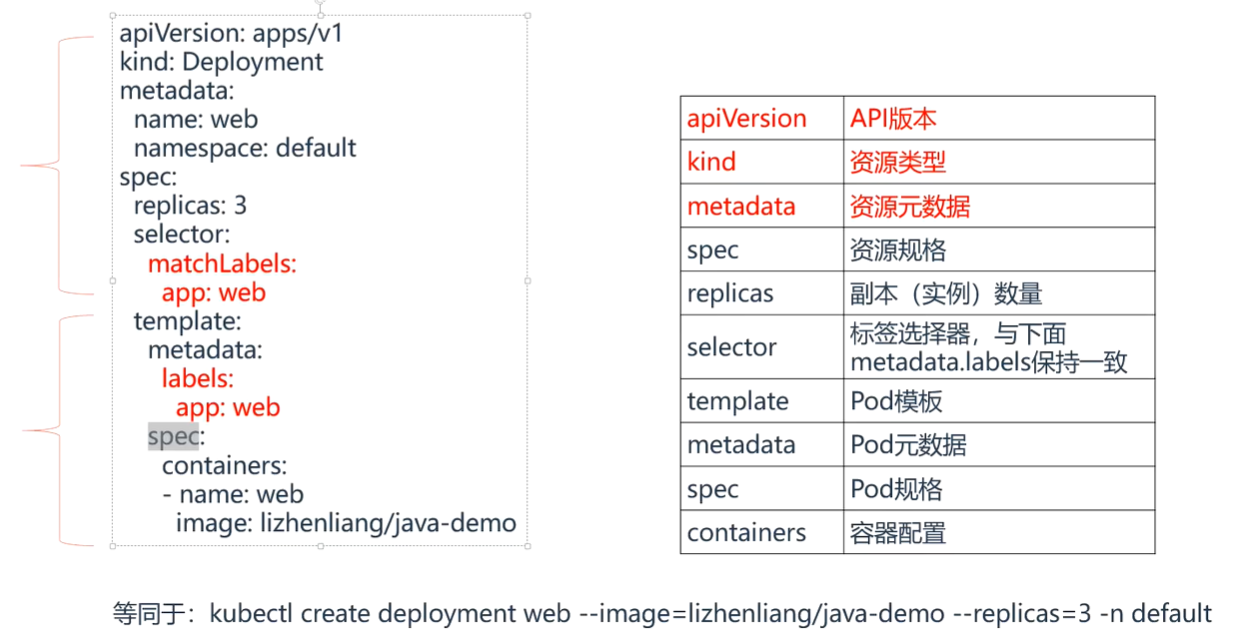 apiVersion: apps/v1
kind: Deployment
metadata:
  name: web
  namespace: default
spec:
  replicas: 3
  selector:
    matchLabels:
      app: web
  template:
    metadata:
      labels:
        app: web
    spec:
      containers:
      - name: web
        image: lizhenliang/java-demo
apiVersion API版本
kind 资源类型
metadata 资源元数据
spec 资源规格
replicas 副本（实例）数量
selector 标签选择器，与下面
metadata.labels保持一致
template Pod模板
metadata Pod元数据
spec Pod规格
containers 容器配置
等同于：kubectl create deployment web --image=lizhenliang/java-demo --replicas=3 -n default